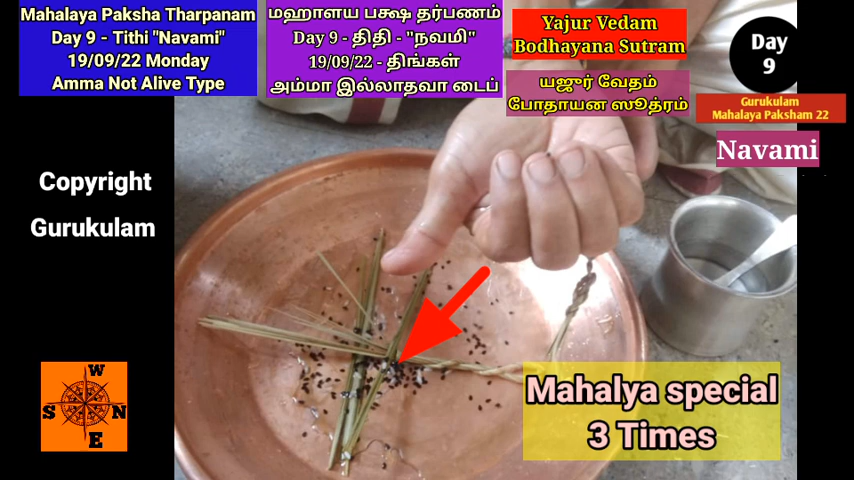 Mahalaya Paksha Tharpanam
Day 9 - Tithi "Navami"
19/09/22 Monday
Amma Not Alive Type
மஹாளய பக்ஷ தர்பணம்
Day 9 - திதி - "நவமி"
19/09/22 - திங்கள்
அம்மா இல்லாதவா டைப்
Yajur Vedam
Bodhayana Sutram
யஜுர் வேதம்
போதாயன ஸூத்ரம்
Day
9
Gurukulam
Mahalaya Paksham 22
Navami
Copyright
Gurukulam
W
S N
E
Mahalya special
3 Times